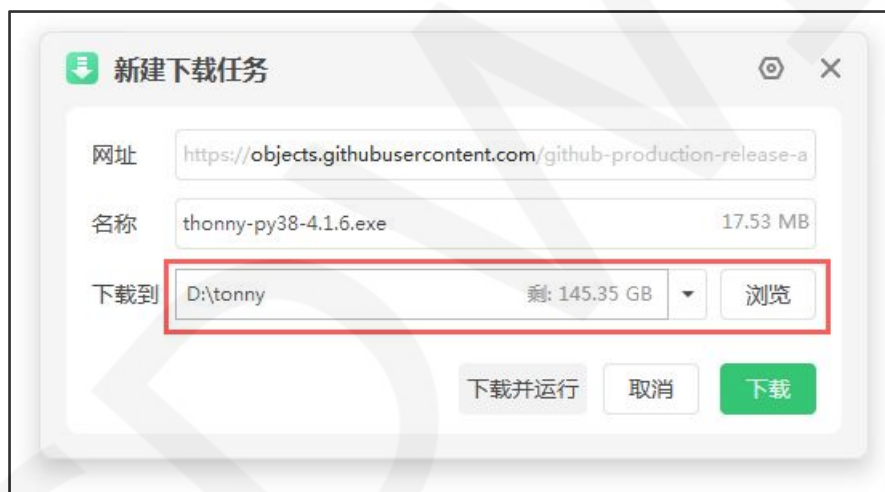 新建下载任务
网址 https://objects.githubusercontent.com/github-production-release-a
名称 thonny-py38-4.1.6.exe 17.53 MB
下载到 D:\tonny 剩: 145.35 GB 浏览
下载并运行 取消 下载